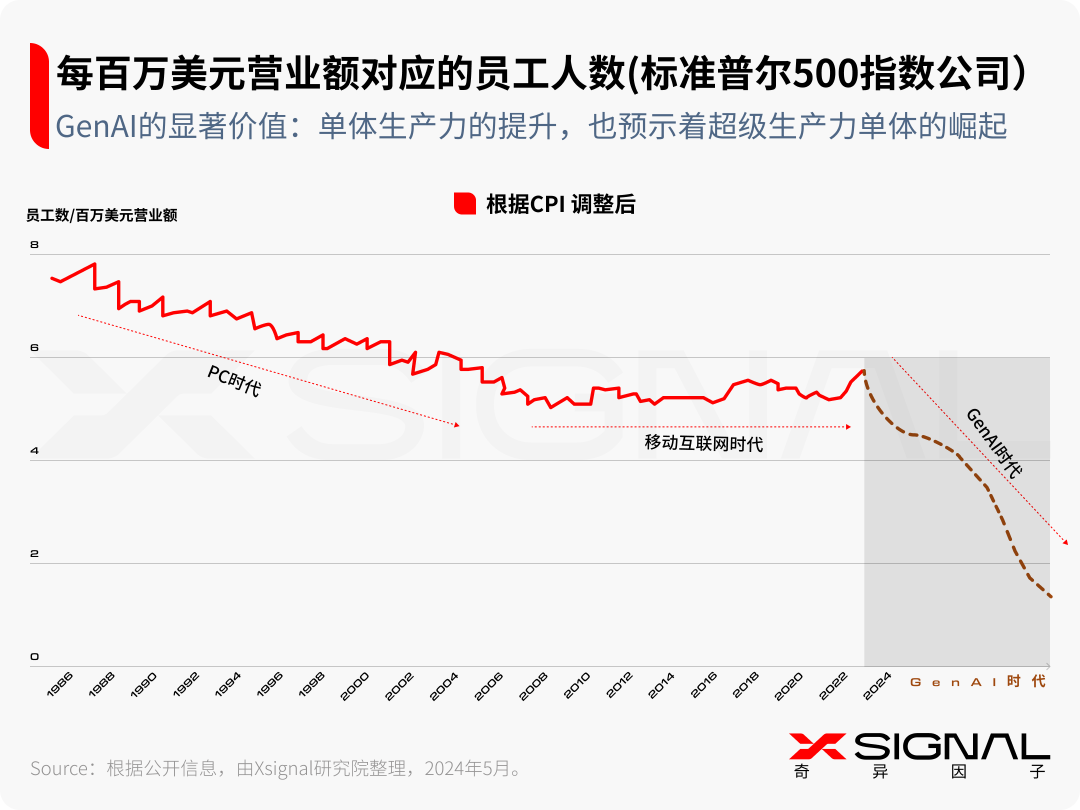 每百万美元营业额对应的员工人数(标准普尔500指数公司）
GenAI的显著价值：单体生产力的提升，也预示着超级生产力单体的崛起
根据CPI 调整后
员工数/百万美元营业额
8
6
4
2
0
XSIGNAL
PC时代
移动互联网时代
GenAI时代
1986 1988 1990 1992 1994 1996 1998 2000 2002 2004 2006 2008 2010 2012 2014 2016 2018 2020 2022 2024 GenAI时代
XSIGNAL
奇异因子
Source：根据公开信息，由Xsignal研究院整理，2024年5月。